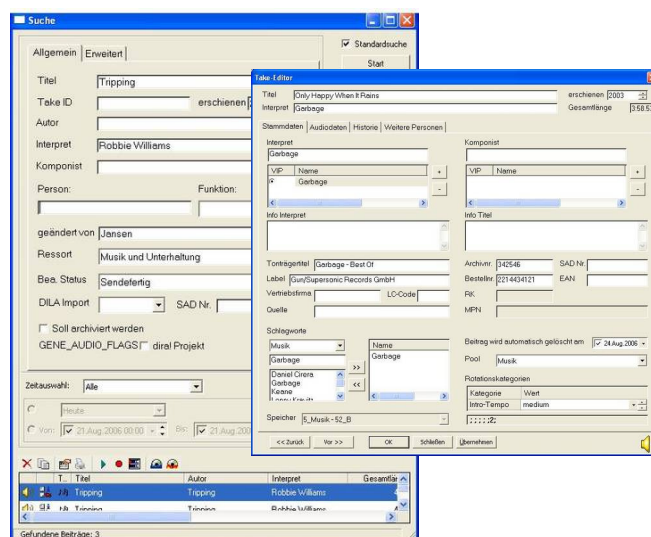 Suche
Allgemein Erweitert
Standardsuche
Start
Titel Tripping
Take ID erschienen
Autor
Interpret Robbie Williams
Komponist
Person: Funktion:
geändert von Jansen
Ressort Musik und Unterhaltung
Bea. Status Sendefertig
DILA Import SAD Nr.
Soll archiviert werden
GENE_AUDIO_FLAGS dira! Projekt
Zeitauswahl: Alle
Heute
Von: 21.Aug.2006 00:00 Bis: 21.Aug.200
T... Titel Autor Interpret Gesamtlän
Tripping Tripping Robbie Williams
Tripping Tripping Robbie Williams
Gefundene Beiträge: 3
Take-Editor
Titel Only Happy When It Rains erschienen 2003
Interpret Garbage Gesamtlänge 3:58.5
Stammdaten Audiodaten Historie Weitere Personen
Interpret Komponist
Garbage
VIP Name + VIP Name +
Garbage
- -
Info Interpret Info Titel
Tonträgertitel Garbage - Best Of Archivnr. 342546 SAD Nr.
Label Gun/Supersonic Records GmbH Bestellnr. 2214434121 EAN
Vertriebsfirma LC-Code RK
Quelle MPN
Schlagworte
Musik Name
Garbage >> Garbage
Daniel Cirera
Garbage <<
Keane
Lenny Kravitz
Beitrag wird automatisch gelöscht am 24.Aug.2006
Pool Musik
Rotationskategorien
Kategorie Wert
Intro-Tempo medium
Speicher 5_Musik - 52_B
<< Zurück Vor >> OK Schließen Übernehmen